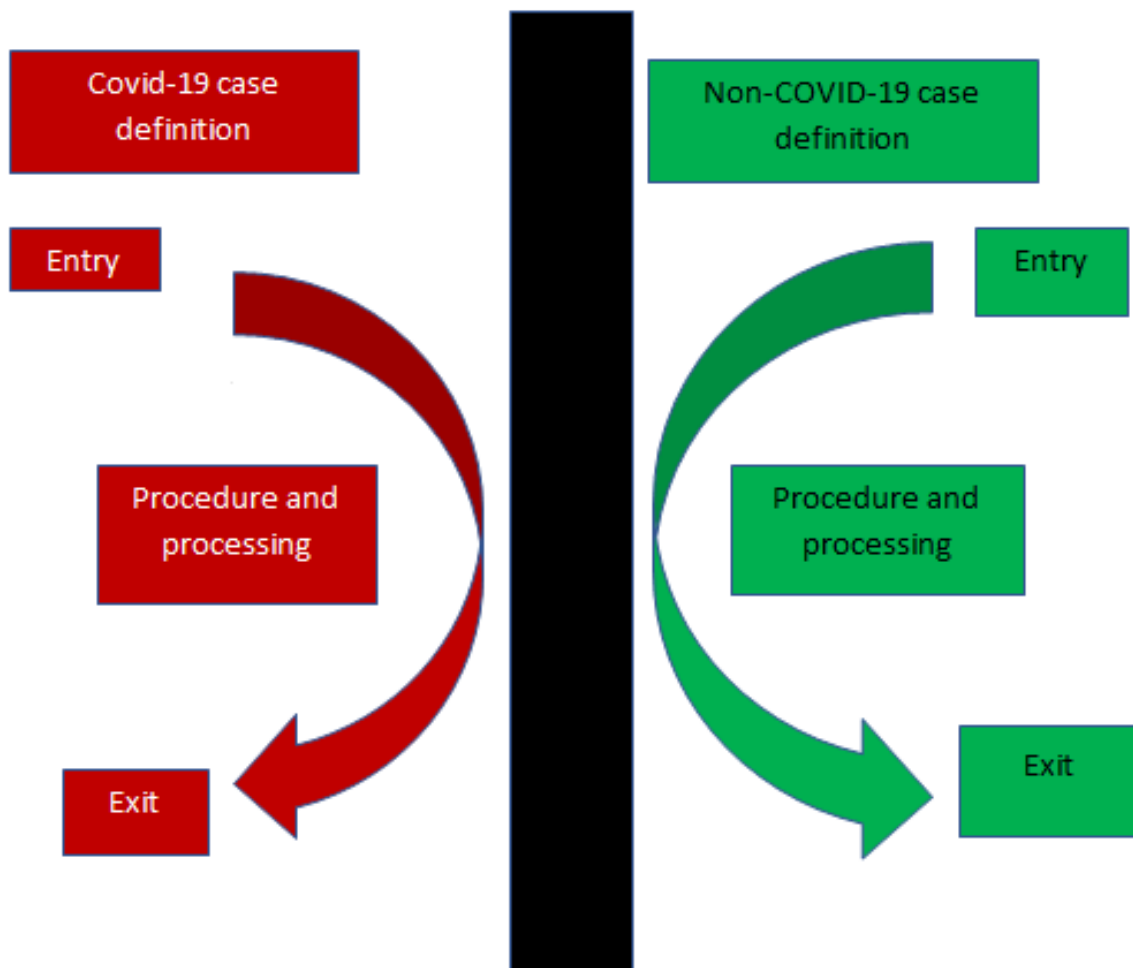 Covid-19 case
definition
Entry
Procedure and
processing
Exit
Non-COVID-19 case
definition
Entry
Procedure and
processing
Exit